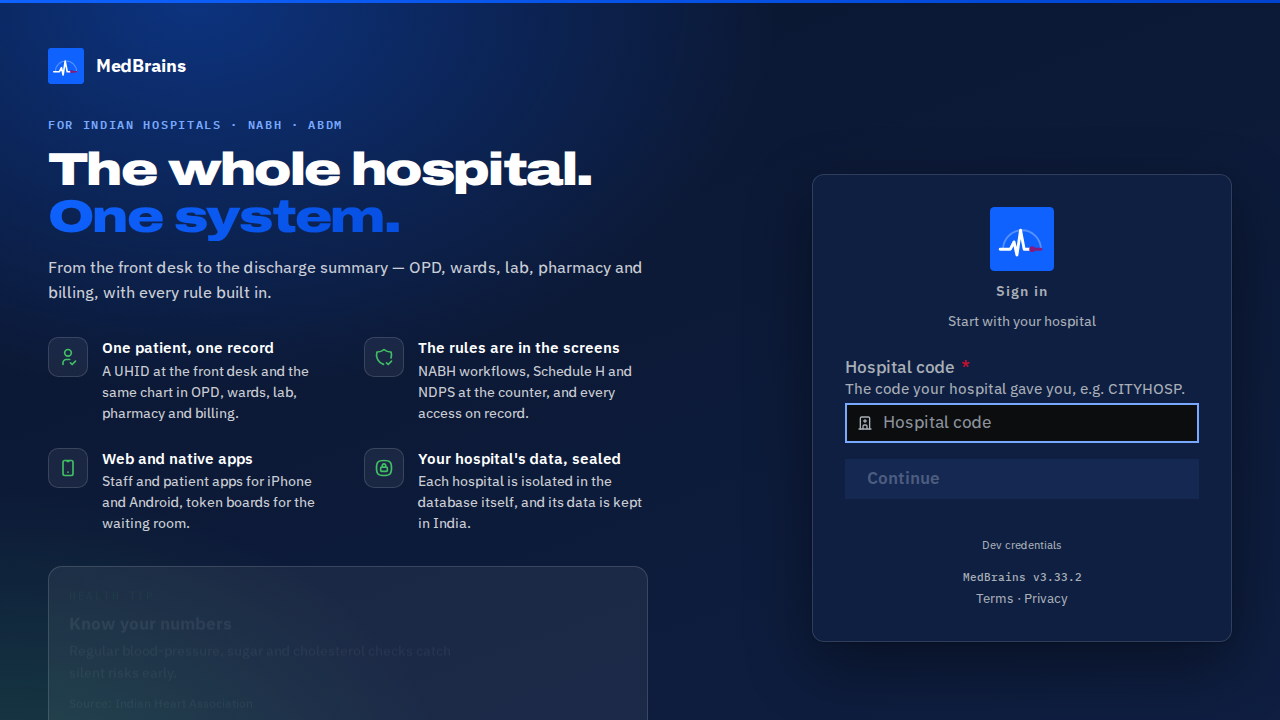 MedBrains
FOR INDIAN HOSPITALS · NABH · ABDM
The whole hospital.
One system.
From the front desk to the discharge summary — OPD, wards, lab, pharmacy and
billing, with every rule built in.
One patient, one record
A UHID at the front desk and the
same chart in OPD, wards, lab,
pharmacy and billing.
The rules are in the screens
NABH workflows, Schedule H and
NDPS at the counter, and every
access on record.
Web and native apps
Staff and patient apps for iPhone
and Android, token boards for the
waiting room.
Your hospital's data, sealed
Each hospital is isolated in the
database itself, and its data is kept
in India.
HEALTH TIP
Know your numbers
Regular blood-pressure, sugar and cholesterol checks catch
silent risks early.
Source: Indian Heart Association
Sign in
Start with your hospital
Hospital code *
The code your hospital gave you, e.g. CITYHOSP.
Hospital code
Continue
Dev credentials
MedBrains v3.33.2
Terms · Privacy